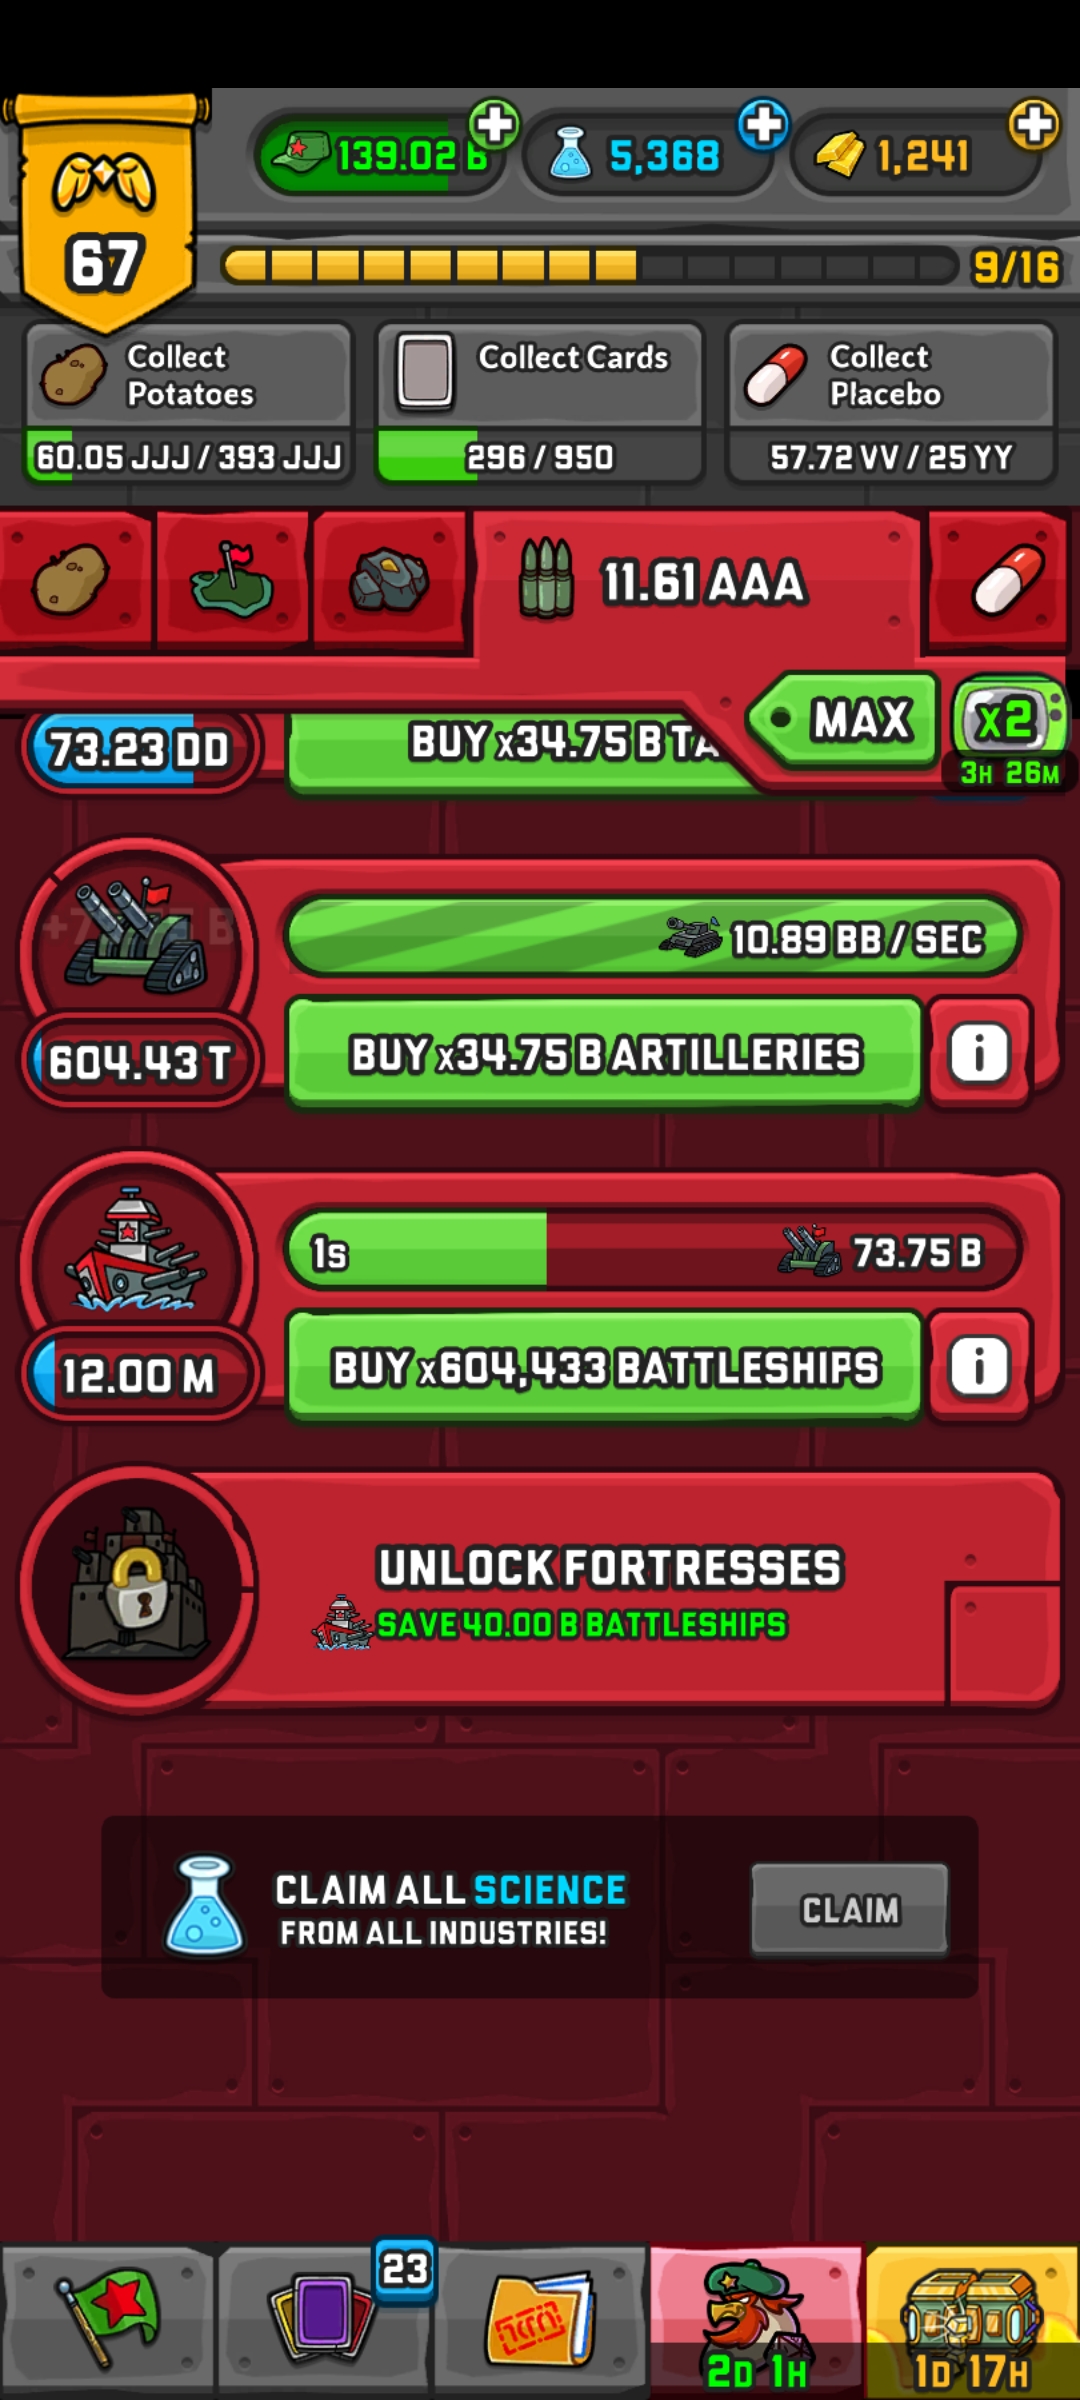 139.02 B
5,368
1,241
67
9/16
Collect
Potatoes
60.05 JJJ / 393 JJJ
Collect Cards
296 / 950
Collect
Placebo
57.72 VV / 25 YY
11.61 AAA
MAX
x2
3H 26M
73.23 DD
BUY x34.75 B
10.89 BB / SEC
604.43 T
BUY x34.75 B ARTILLERIES
i
1s
73.75 B
12.00 M
BUY x604,433 BATTLESHIPS
i
UNLOCK FORTRESSES
SAVE 40.00 B BATTLESHIPS
CLAIM ALL SCIENCE
FROM ALL INDUSTRIES!
CLAIM
23
2D 1H
1D 17H